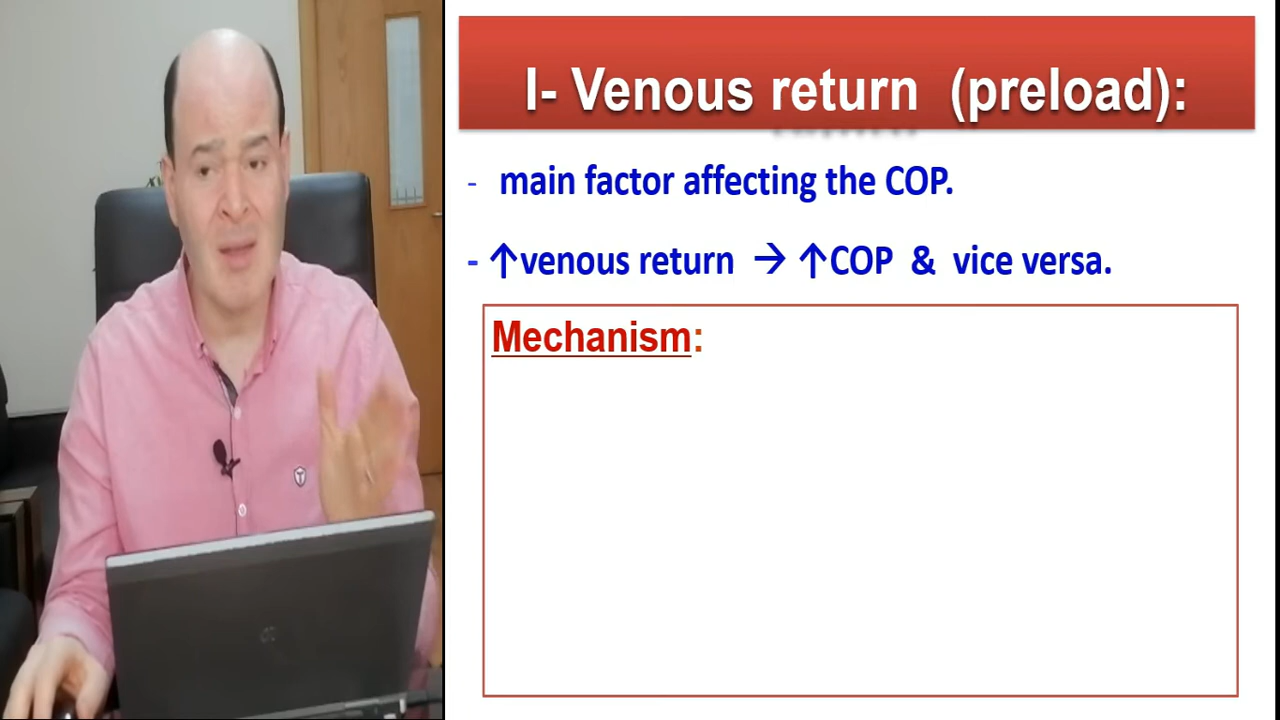 I- Venous return (preload):
- main factor affecting the COP.
- ↑venous return → ↑COP & vice versa.
Mechanism: